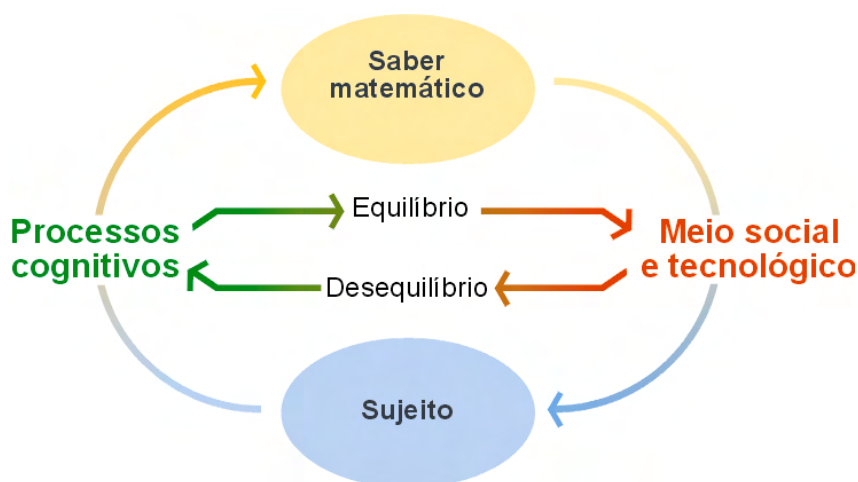 Saber
matemático
Equilíbrio
Processos
cognitivos
Meio social
e tecnológico
Desequilíbrio
Sujeito